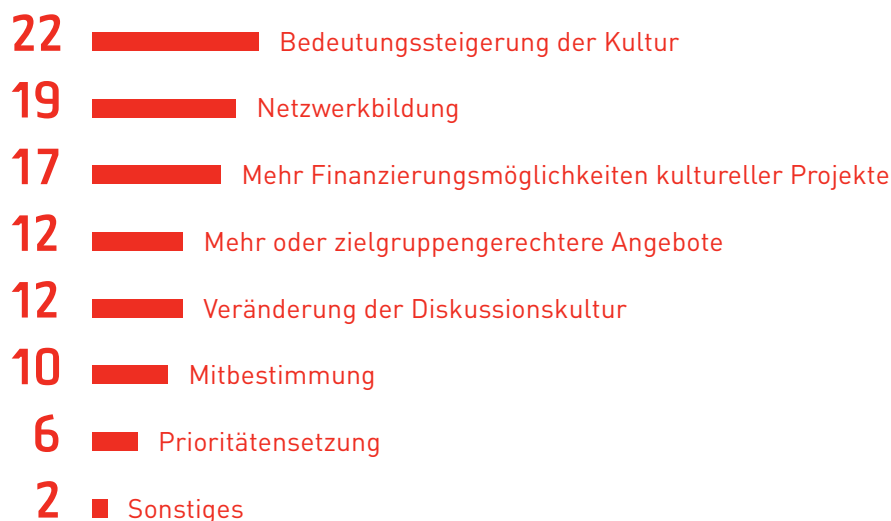 22 Bedeutungssteigerung der Kultur
19 Netzwerkbildung
17 Mehr Finanzierungsmöglichkeiten kultureller Projekte
12 Mehr oder zielgruppengerechtere Angebote
12 Veränderung der Diskussionskultur
10 Mitbestimmung
6 Prioritätensetzung
2 Sonstiges